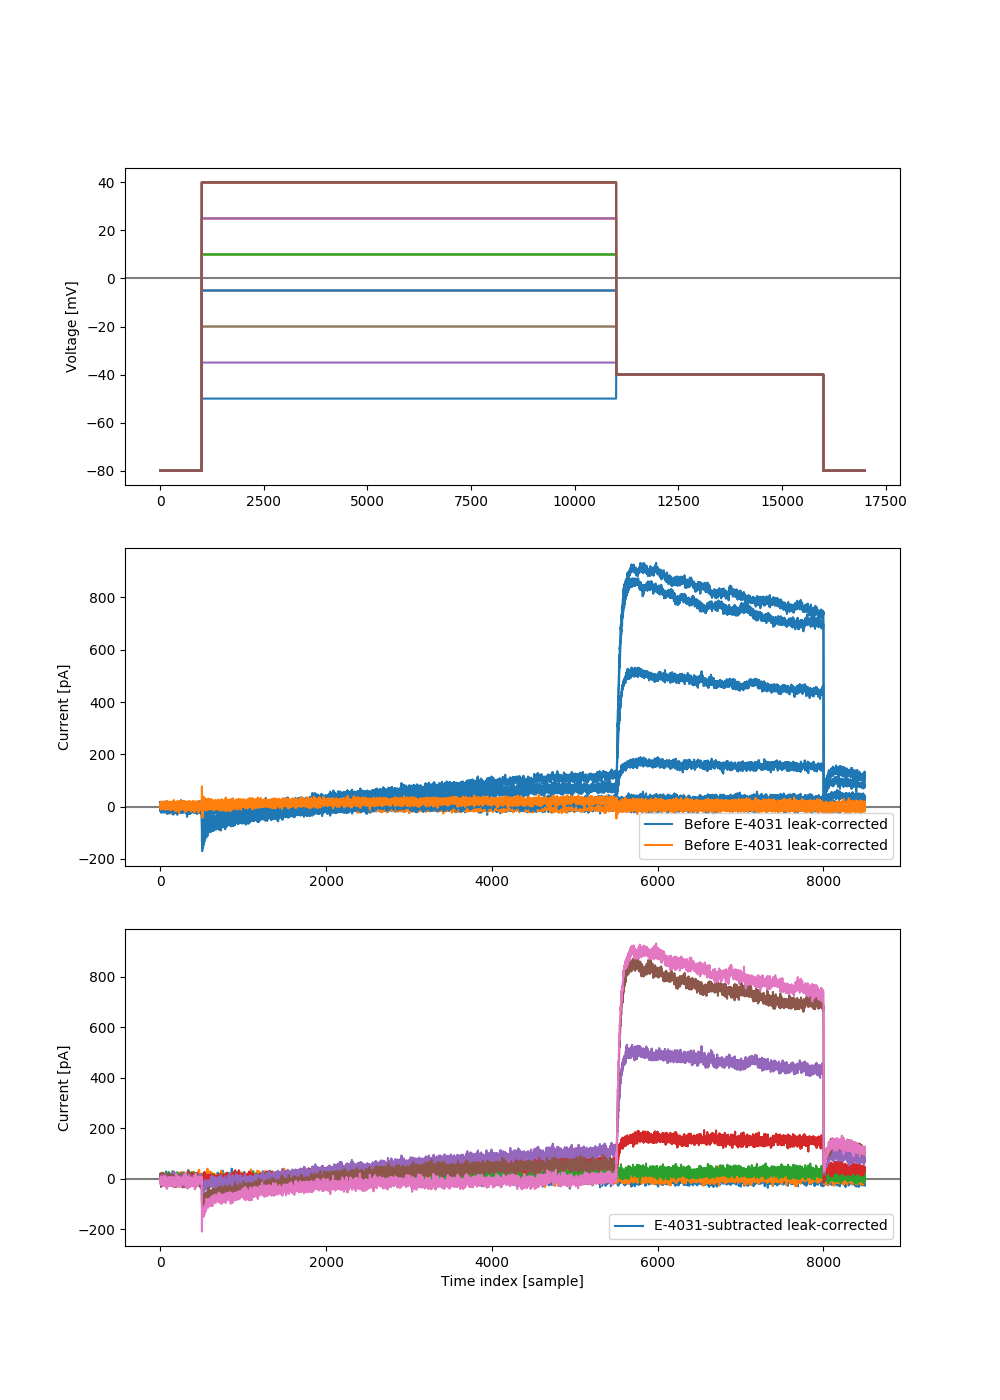 Voltage [mV]
40
20
0
−20
−40
−60
−80
0 2500 5000 7500 10000 12500 15000 17500
Current [pA]
800
600
400
200
0
−200
Before E-4031 leak-corrected
Before E-4031 leak-corrected
0 2000 4000 6000 8000
Current [pA]
800
600
400
200
0
−200
E-4031-subtracted leak-corrected
0 2000 4000 6000 8000
Time index [sample]